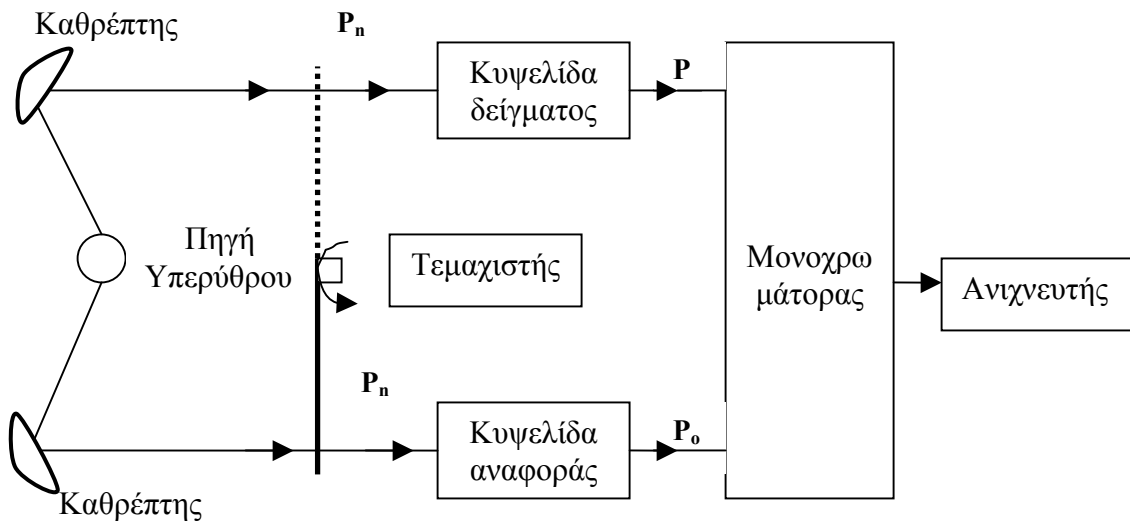 Καθρέπτης
Pn
Κυψελίδα
δείγματος
P
Πηγή
Υπερύθρου
Τεμαχιστής
Μονοχρω
μάτορας
Ανιχνευτής
Pn
Κυψελίδα
αναφοράς
Po
Καθρέπτης